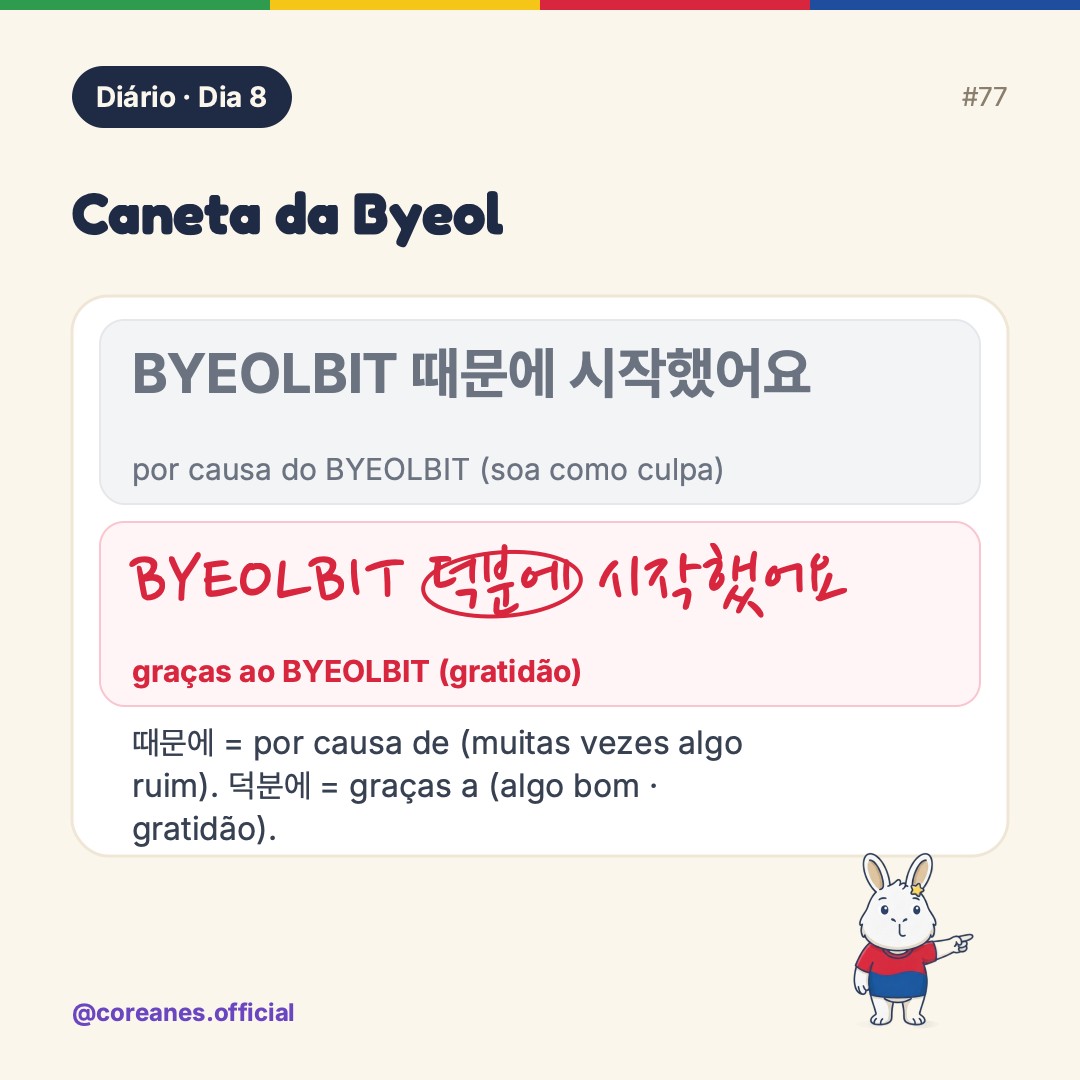 Diário · Dia 8
#77
Caneta da Byeol
BYEOLBIT 때문에 시작했어요
por causa do BYEOLBIT (soa como culpa)
BYEOLBIT 덕분에 시작했어요
graças ao BYEOLBIT (gratidão)
때문에 = por causa de (muitas vezes algo
ruim). 덕분에 = graças a (algo bom ·
gratidão).
@coreanes.official